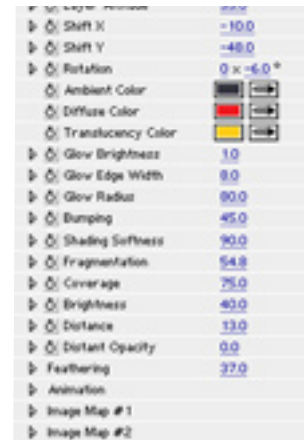 Layer Altitude
Shift X -10.0
Shift Y -40.0
Rotation 0 x -6.0 °
Ambient Color
Diffuse Color
Translucency Color
Glow Brightness 1.0
Glow Edge Width 8.0
Glow Radius 80.0
Bumping 45.0
Shading Softness 90.0
Fragmentation 54.8
Coverage 75.0
Brightness 40.0
Distance 13.0
Distant Opacity 0.0
Feathering 37.0
Animation
Image Map #1
Image Map #2